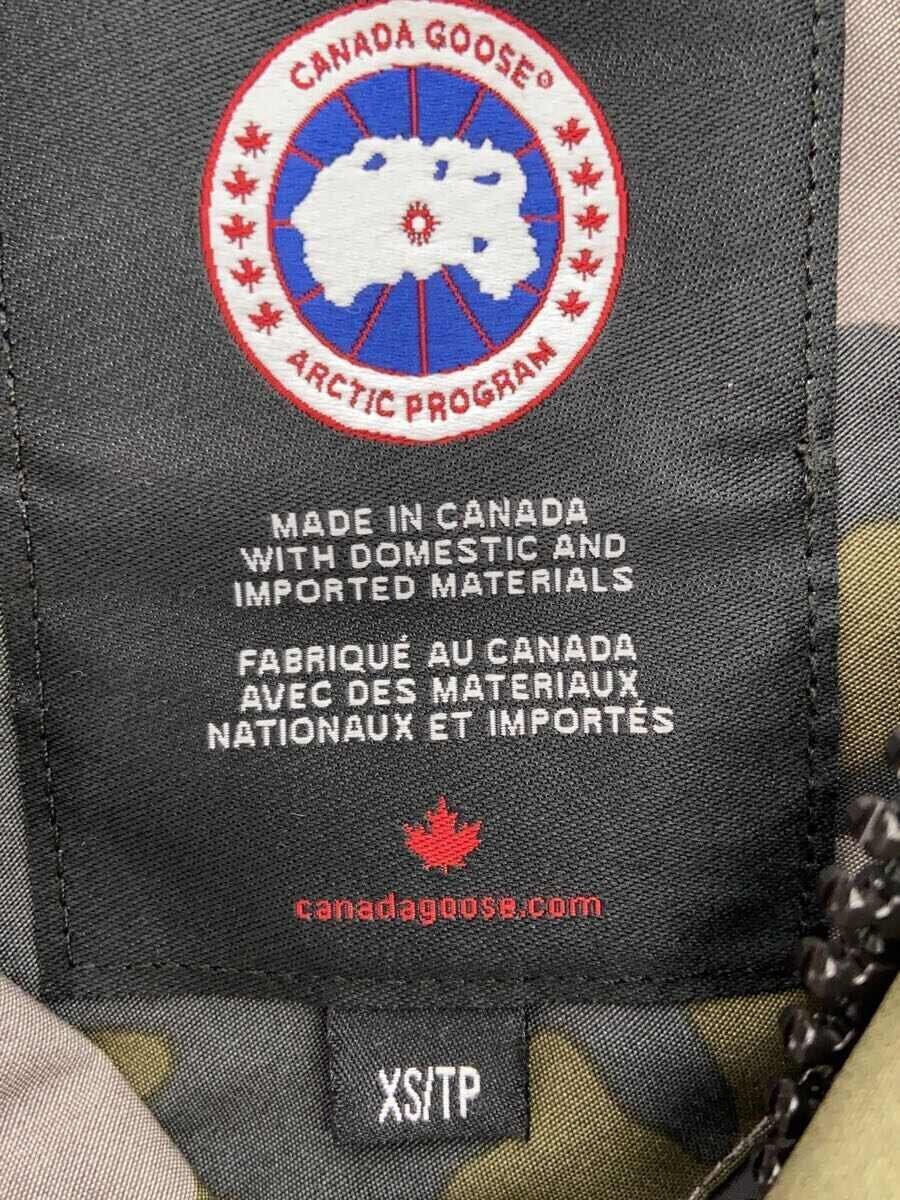 CANADA GOOSE®
ARCTIC PROGRAM
MADE IN CANADA
WITH DOMESTIC AND
IMPORTED MATERIALS
FABRIQUÉ AU CANADA
AVEC DES MATERIAUX
NATIONAUX ET IMPORTÉS
canadagoose.com
XS/TP